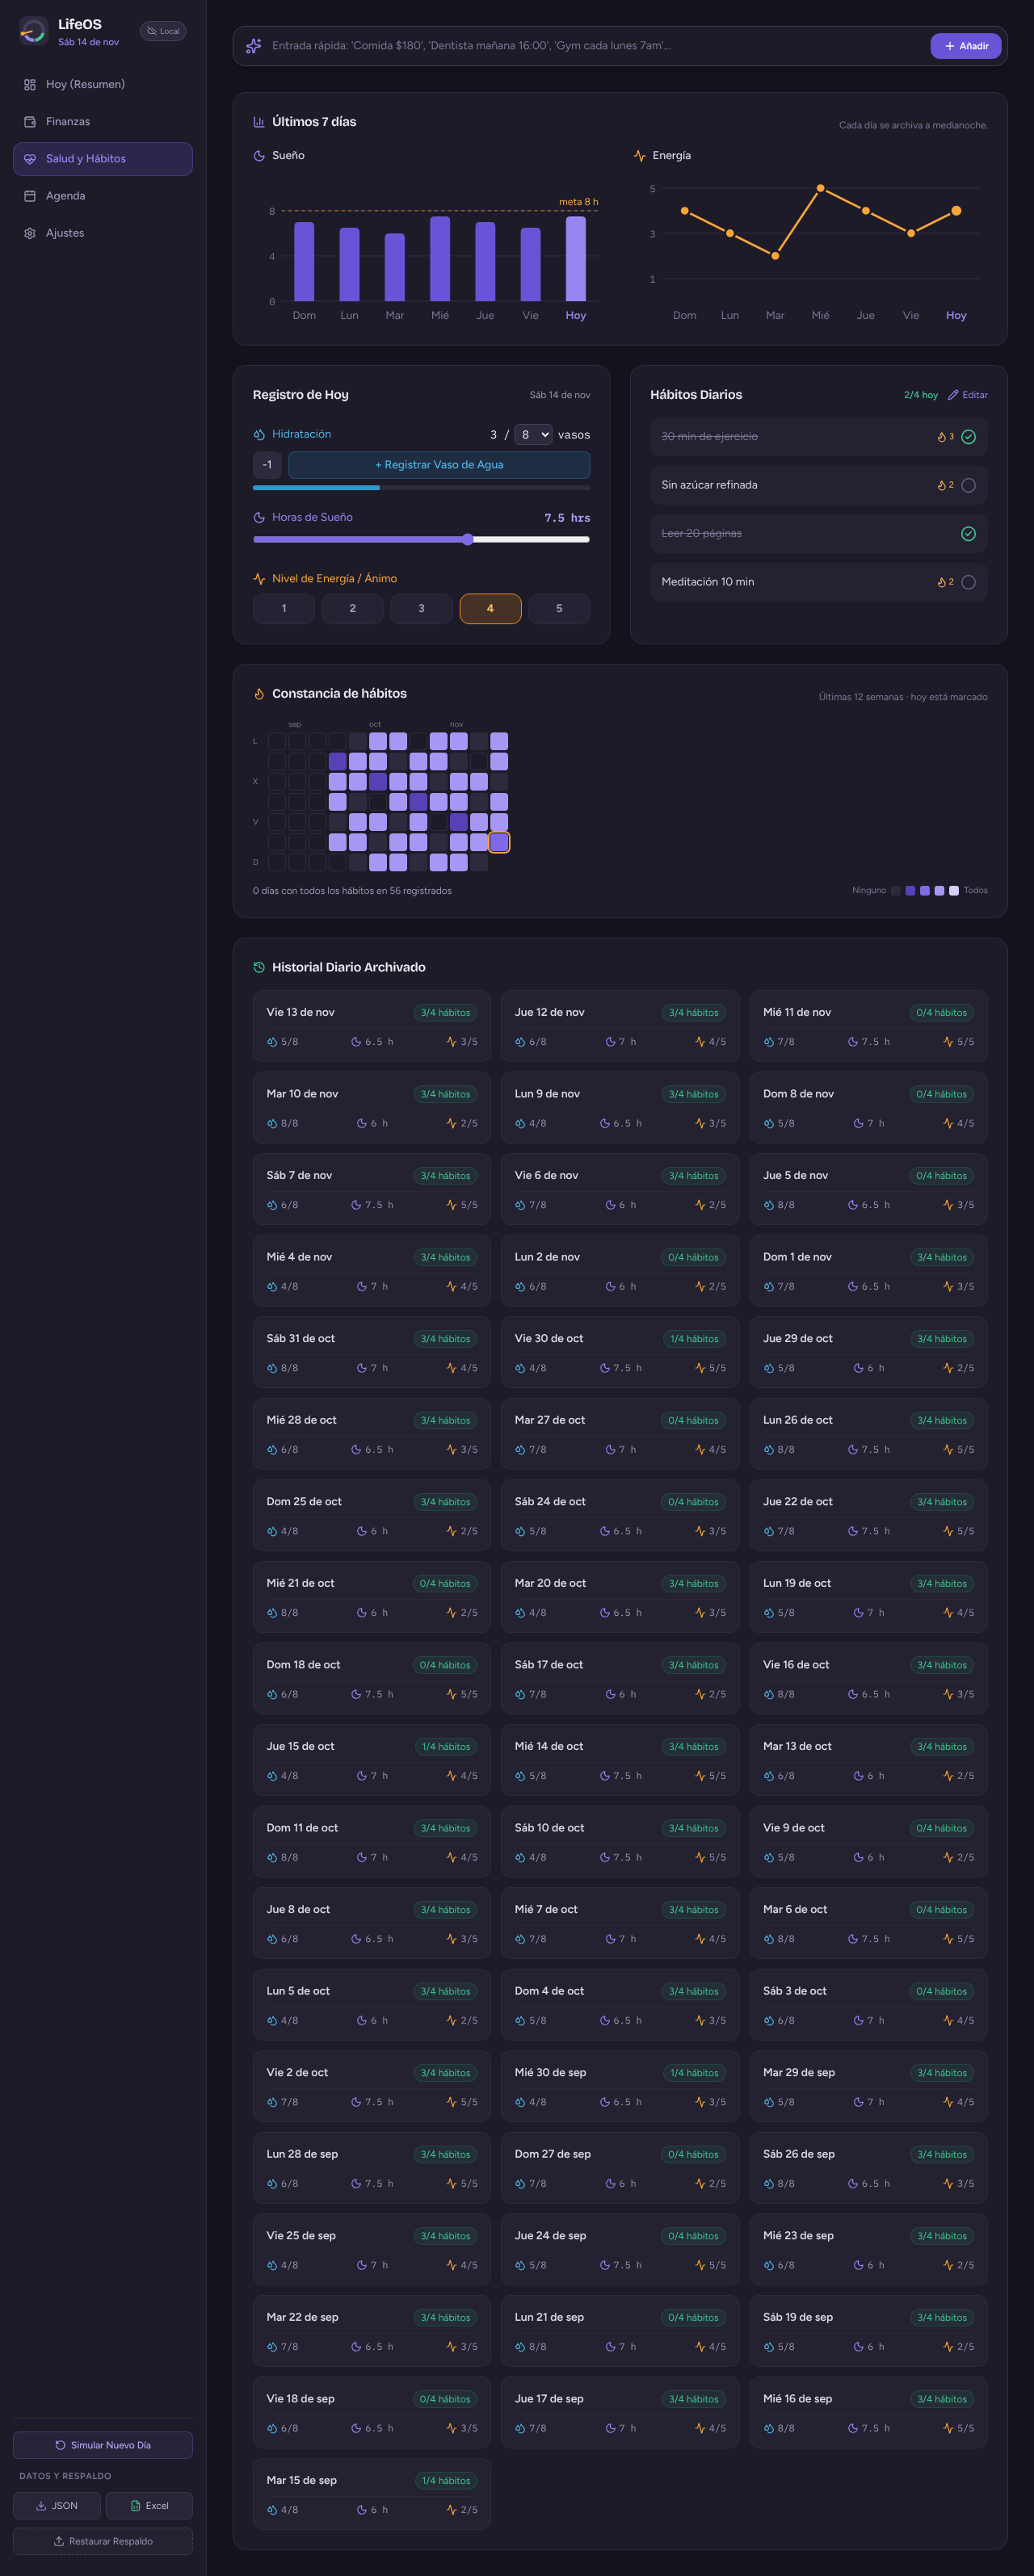 LifeOS
Sáb 14 de nov
Local
Hoy (Resumen)
Finanzas
Salud y Hábitos
Agenda
Ajustes
Simular Nuevo Día
DATOS Y RESPALDO
JSON Excel
Restaurar Respaldo
Entrada rápida: 'Comida $180', 'Dentista mañana 16:00', 'Gym cada lunes 7am'...
+ Añadir
Últimos 7 días
Cada día se archiva a medianoche.
Sueño
meta 8 h
8
4
0
Dom Lun Mar Mié Jue Vie Hoy
Energía
5
3
1
Dom Lun Mar Mié Jue Vie Hoy
Registro de Hoy
Sáb 14 de nov
Hidratación
3 / 8 vasos
-1
+ Registrar Vaso de Agua
Horas de Sueño
7.5 hrs
Nivel de Energía / Ánimo
1 2 3 4 5
Hábitos Diarios
2/4 hoy
Editar
30 min de ejercicio 3
Sin azúcar refinada 2
Leer 20 páginas
Meditación 10 min 2
Constancia de hábitos
Últimas 12 semanas · hoy está marcado
sep oct nov
L
X
V
D
0 días con todos los hábitos en 56 registrados
Ninguno Todos
Historial Diario Archivado
Vie 13 de nov 3/4 hábitos
5/8 6.5 h 3/5
Jue 12 de nov 3/4 hábitos
6/8 7 h 4/5
Mié 11 de nov 0/4 hábitos
7/8 7.5 h 5/5
Mar 10 de nov 3/4 hábitos
8/8 6 h 2/5
Lun 9 de nov 3/4 hábitos
4/8 6.5 h 3/5
Dom 8 de nov 0/4 hábitos
5/8 7 h 4/5
Sáb 7 de nov 3/4 hábitos
6/8 7.5 h 5/5
Vie 6 de nov 3/4 hábitos
7/8 6 h 2/5
Jue 5 de nov 0/4 hábitos
8/8 6.5 h 3/5
Mié 4 de nov 3/4 hábitos
4/8 7 h 4/5
Lun 2 de nov 0/4 hábitos
6/8 6 h 2/5
Dom 1 de nov 3/4 hábitos
7/8 6.5 h 3/5
Sáb 31 de oct 3/4 hábitos
8/8 7 h 4/5
Vie 30 de oct 1/4 hábitos
4/8 7.5 h 5/5
Jue 29 de oct 3/4 hábitos
5/8 6 h 2/5
Mié 28 de oct 3/4 hábitos
6/8 6.5 h 3/5
Mar 27 de oct 0/4 hábitos
7/8 7 h 4/5
Lun 26 de oct 3/4 hábitos
8/8 7.5 h 5/5
Dom 25 de oct 3/4 hábitos
4/8 6 h 2/5
Sáb 24 de oct 0/4 hábitos
5/8 6.5 h 3/5
Jue 22 de oct 3/4 hábitos
7/8 7.5 h 5/5
Mié 21 de oct 0/4 hábitos
8/8 6 h 2/5
Mar 20 de oct 3/4 hábitos
4/8 6.5 h 3/5
Lun 19 de oct 3/4 hábitos
5/8 7 h 4/5
Dom 18 de oct 0/4 hábitos
6/8 7.5 h 5/5
Sáb 17 de oct 3/4 hábitos
7/8 6 h 2/5
Vie 16 de oct 3/4 hábitos
8/8 6.5 h 3/5
Jue 15 de oct 1/4 hábitos
4/8 7 h 4/5
Mié 14 de oct 3/4 hábitos
5/8 7.5 h 5/5
Mar 13 de oct 3/4 hábitos
6/8 6 h 2/5
Dom 11 de oct 3/4 hábitos
8/8 7 h 4/5
Sáb 10 de oct 3/4 hábitos
4/8 7.5 h 5/5
Vie 9 de oct 0/4 hábitos
5/8 6 h 2/5
Jue 8 de oct 3/4 hábitos
6/8 6.5 h 3/5
Mié 7 de oct 3/4 hábitos
7/8 7 h 4/5
Mar 6 de oct 0/4 hábitos
8/8 7.5 h 5/5
Lun 5 de oct 3/4 hábitos
4/8 6 h 2/5
Dom 4 de oct 3/4 hábitos
5/8 6.5 h 3/5
Sáb 3 de oct 0/4 hábitos
6/8 7 h 4/5
Vie 2 de oct 3/4 hábitos
7/8 7.5 h 5/5
Mié 30 de sep 1/4 hábitos
4/8 6.5 h 3/5
Mar 29 de sep 3/4 hábitos
5/8 7 h 4/5
Lun 28 de sep 3/4 hábitos
6/8 7.5 h 5/5
Dom 27 de sep 0/4 hábitos
7/8 6 h 2/5
Sáb 26 de sep 3/4 hábitos
8/8 6.5 h 3/5
Vie 25 de sep 3/4 hábitos
4/8 7 h 4/5
Jue 24 de sep 0/4 hábitos
5/8 7.5 h 5/5
Mié 23 de sep 3/4 hábitos
6/8 6 h 2/5
Mar 22 de sep 3/4 hábitos
7/8 6.5 h 3/5
Lun 21 de sep 0/4 hábitos
8/8 7 h 4/5
Sáb 19 de sep 3/4 hábitos
5/8 6 h 2/5
Vie 18 de sep 0/4 hábitos
6/8 6.5 h 3/5
Jue 17 de sep 3/4 hábitos
7/8 7 h 4/5
Mié 16 de sep 3/4 hábitos
8/8 7.5 h 5/5
Mar 15 de sep 1/4 hábitos
4/8 6 h 2/5